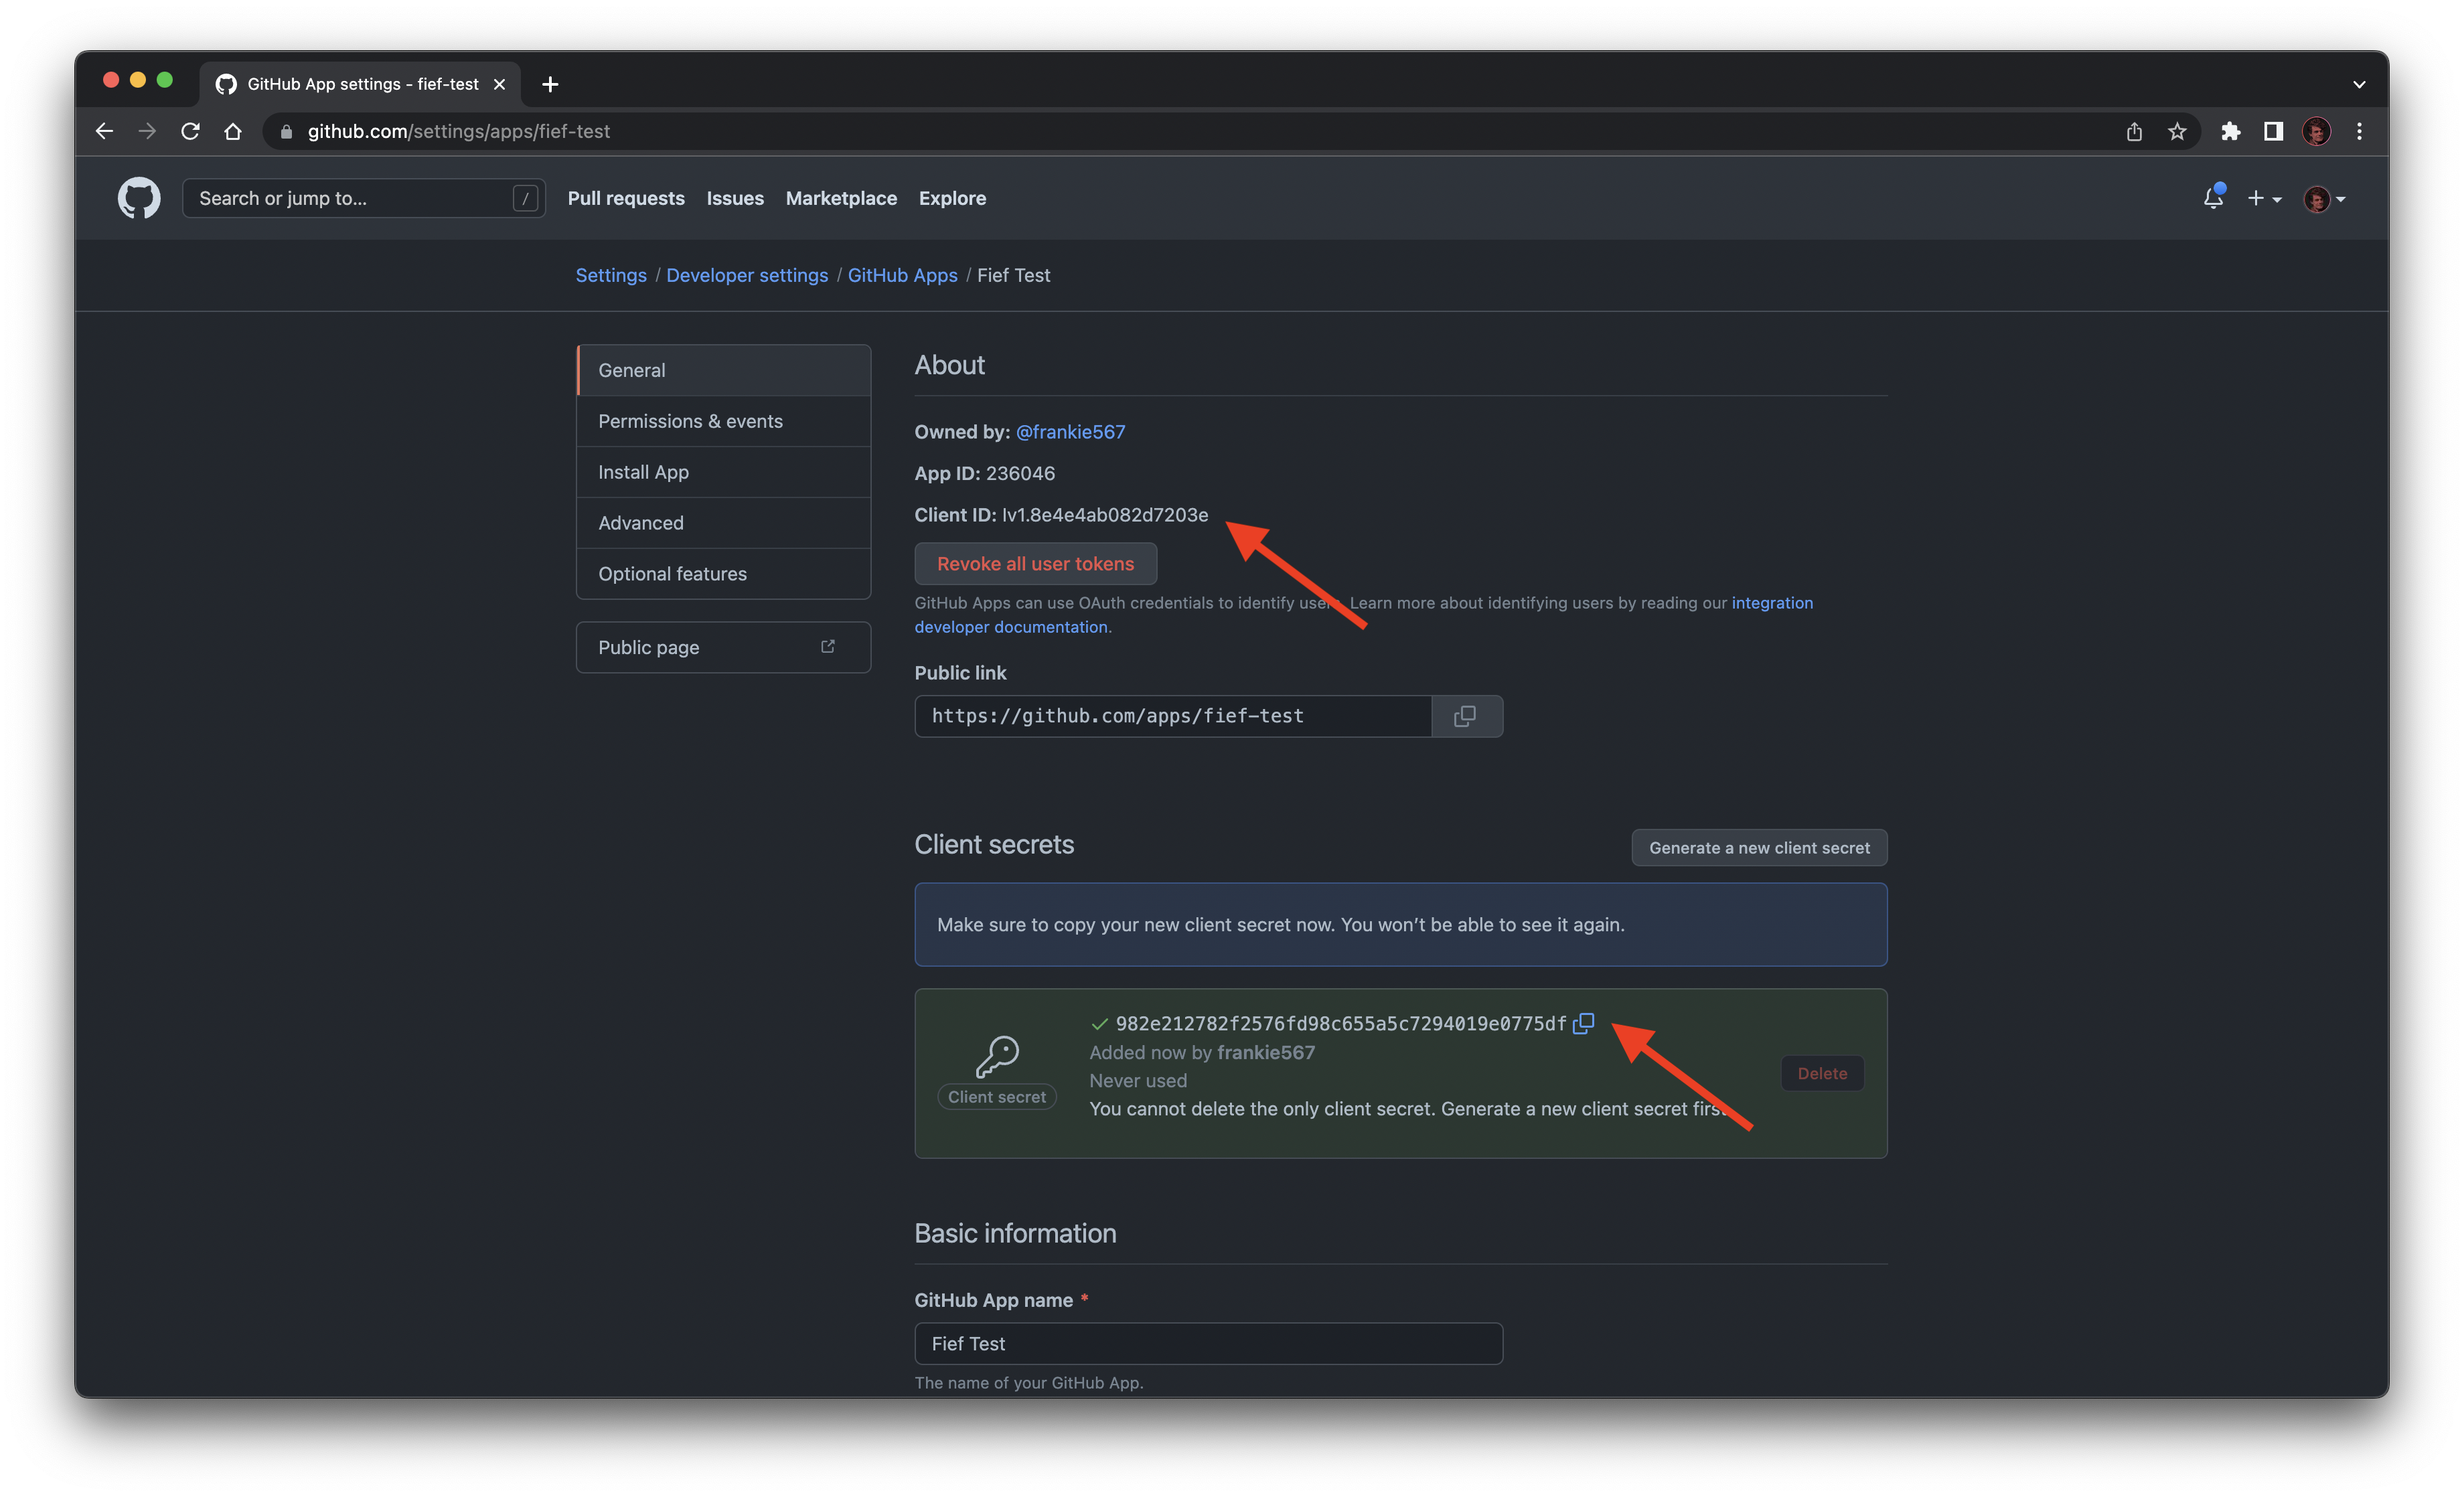 GitHub App settings - fief-test
github.com/settings/apps/fief-test
Search or jump to... /
Pull requests Issues Marketplace Explore
Settings / Developer settings / GitHub Apps / Fief Test
General
Permissions & events
Install App
Advanced
Optional features
Public page
About
Owned by: @frankie567
App ID: 236046
Client ID: Iv1.8e4e4ab082d7203e
Revoke all user tokens
GitHub Apps can use OAuth credentials to identify users. Learn more about identifying users by reading our integration
developer documentation.
Public link
https://github.com/apps/fief-test
Client secrets
Generate a new client secret
Make sure to copy your new client secret now. You won’t be able to see it again.
982e212782f2576fd98c655a5c7294019e0775df
Added now by frankie567
Never used
You cannot delete the only client secret. Generate a new client secret first
Client secret
Delete
Basic information
GitHub App name *
Fief Test
The name of your GitHub App.